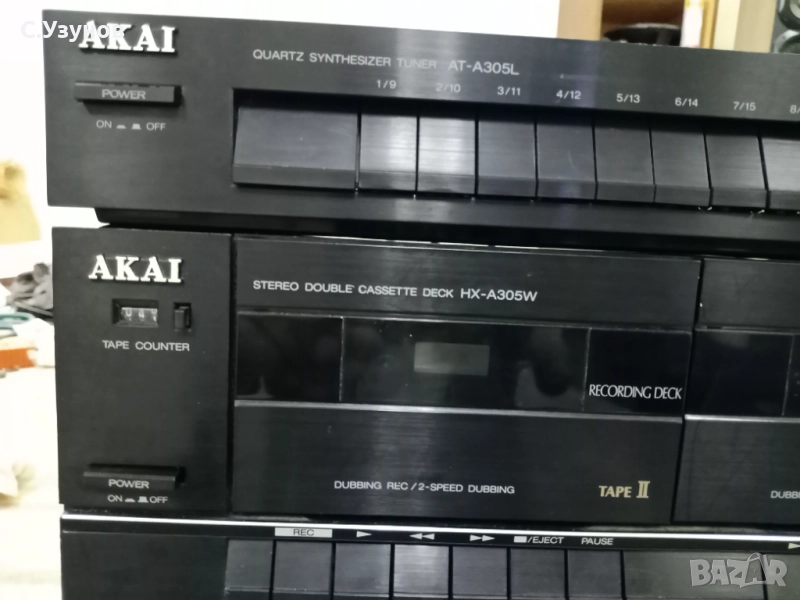 С.Узунов
AKAI
QUARTZ SYNTHESIZER TUNER AT-A305L
POWER
1/9 2/10 3/11 4/12 5/13 6/14 7/15 8/
ON OFF
AKAI
STEREO DOUBLE CASSETTE DECK HX-A305W
TAPE COUNTER
RECORDING DECK
POWER
ON OFF
DUBBING REC/2-SPEED DUBBING
TAPE II
DUBB
REC
/EJECT PAUSE
BAZAR